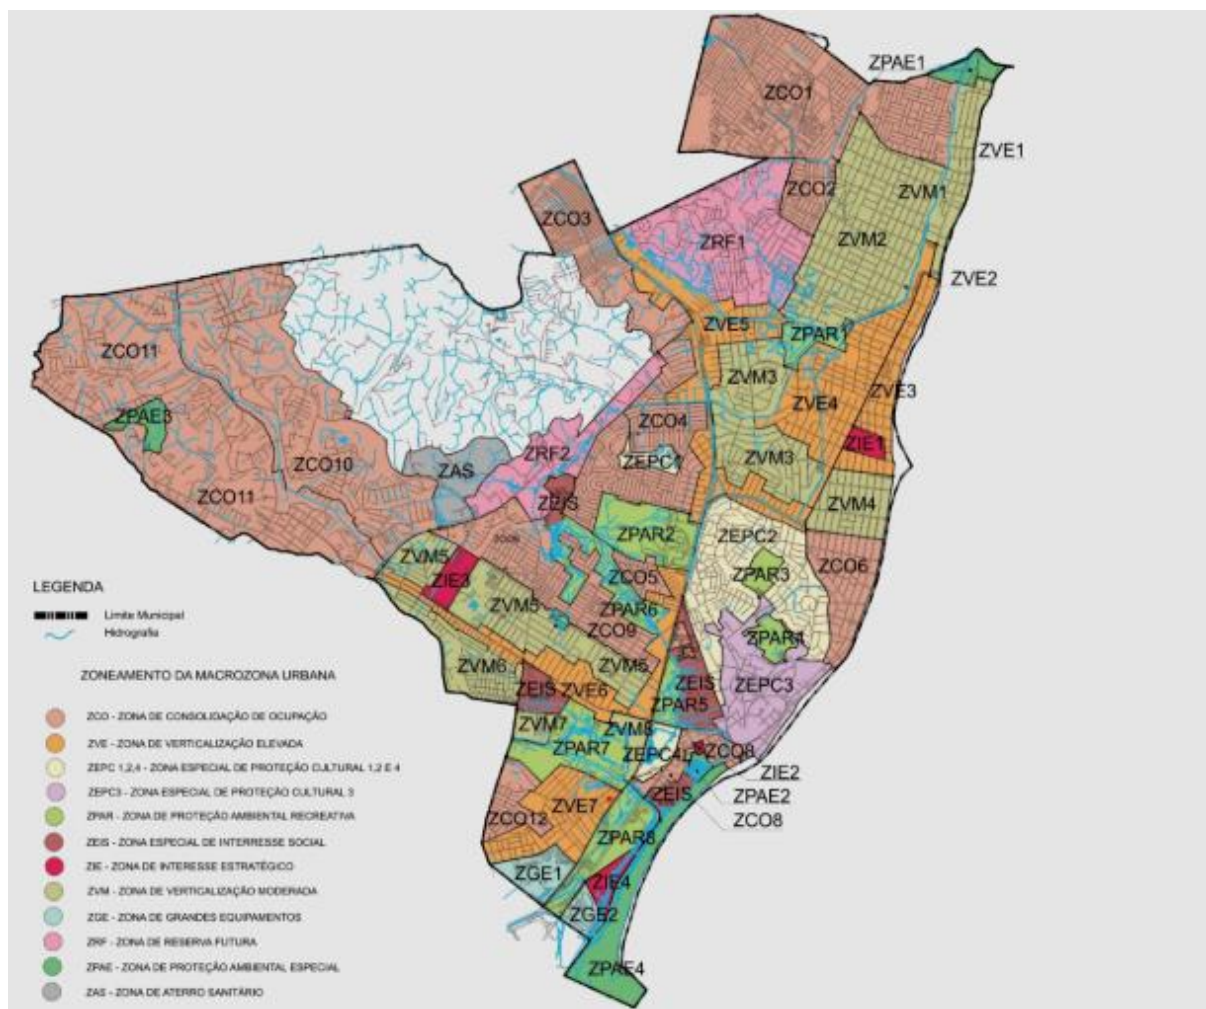 ZPAE1
ZCO1
ZVE1
ZCO2
ZVM1
ZCO3
ZRF1
ZVM2
ZVE2
ZVE5
ZPAR1
ZCO11
ZVM3
ZVE3
ZPAE3
ZVE4
ZCO4
ZIE1
ZRF2
ZEPC1
ZVM3
ZAS
ZCO10
ZCO11
ZEIS
ZVM4
ZPAR2
ZEPC2
ZVM5
ZCO6
ZIE3
ZCO5
ZPAR3
ZVM5
ZPAR6
ZCO9
ZPAR4
ZVM6
ZVM5
ZEIS
ZVE6
ZEIS
ZEPC3
ZPAR5
ZVM7
ZVM8
ZPAR7
ZEPC4
ZCO8
ZIE2
ZEIS
ZPAE2
ZVE7
ZCO12
ZCO8
ZPAR8
ZGE1
ZIE4
ZGE2
ZPAE4
LEGENDA
Limite Municipal
Hidrografia
ZONEAMENTO DA MACROZONA URBANA
ZCO - ZONA DE CONSOLIDAÇÃO DE OCUPAÇÃO
ZVE - ZONA DE VERTICALIZAÇÃO ELEVADA
ZEPC 1,2,4 - ZONA ESPECIAL DE PROTEÇÃO CULTURAL 1,2 E 4
ZEPC3 - ZONA ESPECIAL DE PROTEÇÃO CULTURAL 3
ZPAR - ZONA DE PROTEÇÃO AMBIENTAL RECREATIVA
ZEIS - ZONA ESPECIAL DE INTERRESSE SOCIAL
ZIE - ZONA DE INTERESSE ESTRATÉGICO
ZVM - ZONA DE VERTICALIZAÇÃO MODERADA
ZGE - ZONA DE GRANDES EQUIPAMENTOS
ZRF - ZONA DE RESERVA FUTURA
ZPAE - ZONA DE PROTEÇÃO AMBIENTAL ESPECIAL
ZAS - ZONA DE ATERRO SANITÁRIO